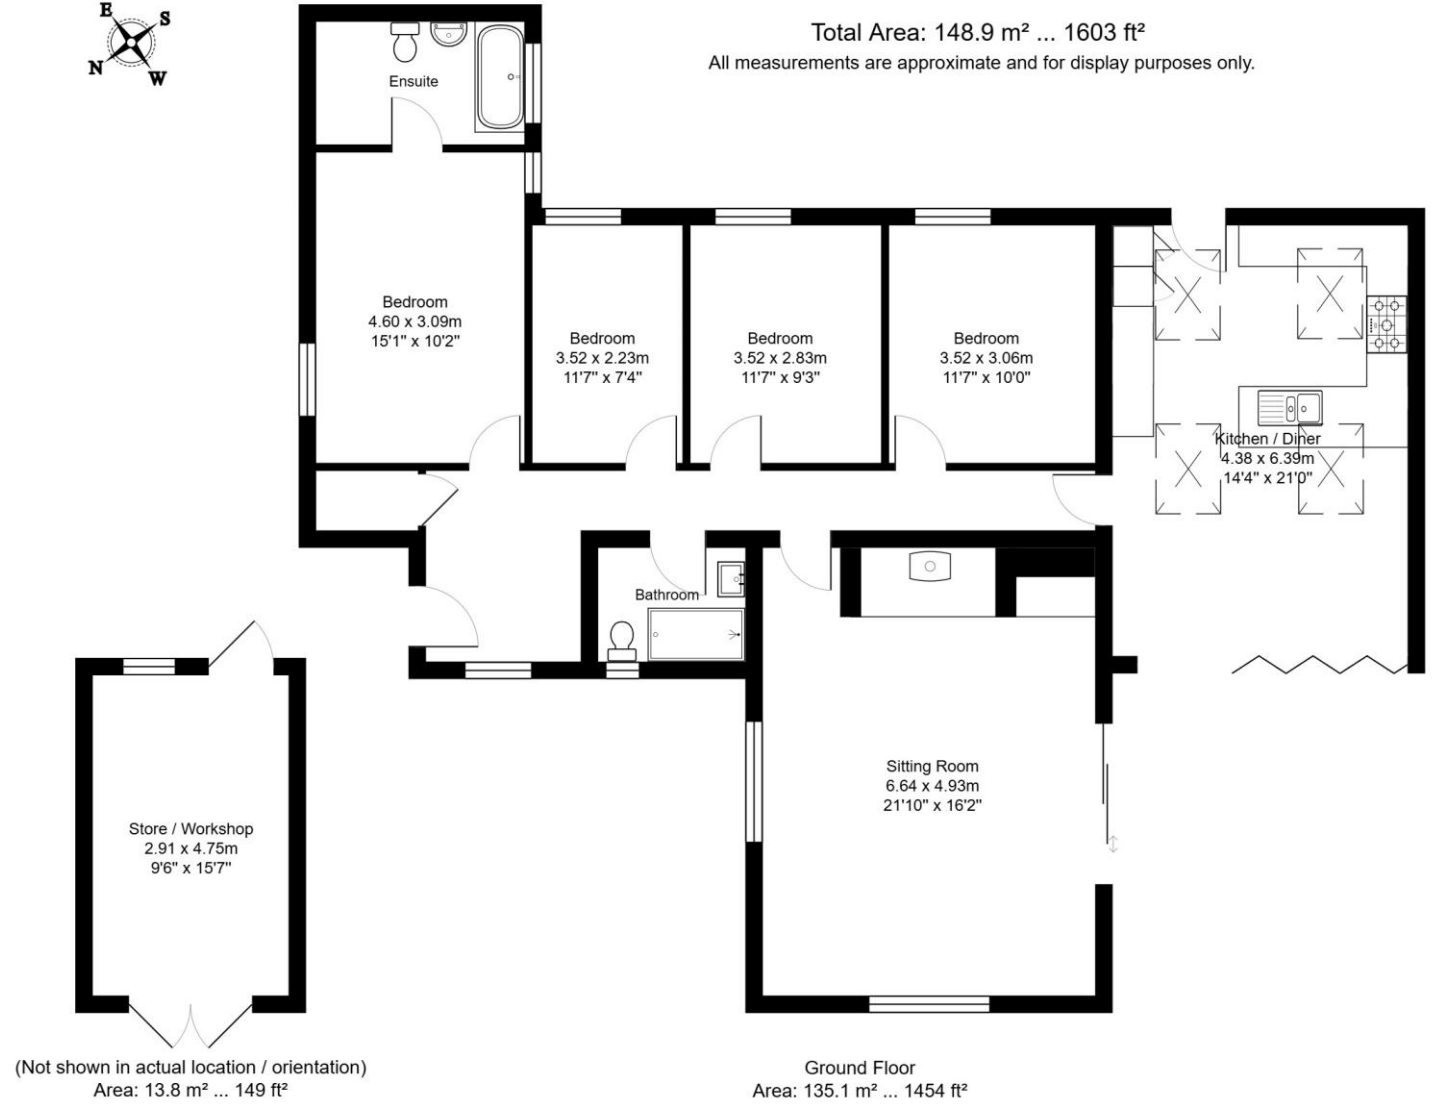 E
S
N
W
Total Area: 148.9 m² ... 1603 ft²
All measurements are approximate and for display purposes only.
Ensuite
Bedroom
4.60 x 3.09m
15'1" x 10'2"
Bedroom
3.52 x 2.23m
11'7" x 7'4"
Bedroom
3.52 x 2.83m
11'7" x 9'3"
Bedroom
3.52 x 3.06m
11'7" x 10'0"
Kitchen / Diner
4.38 x 6.39m
14'4" x 21'0"
Bathroom
Sitting Room
6.64 x 4.93m
21'10" x 16'2"
Store / Workshop
2.91 x 4.75m
9'6" x 15'7"
(Not shown in actual location / orientation)
Area: 13.8 m² ... 149 ft²
Ground Floor
Area: 135.1 m² ... 1454 ft²